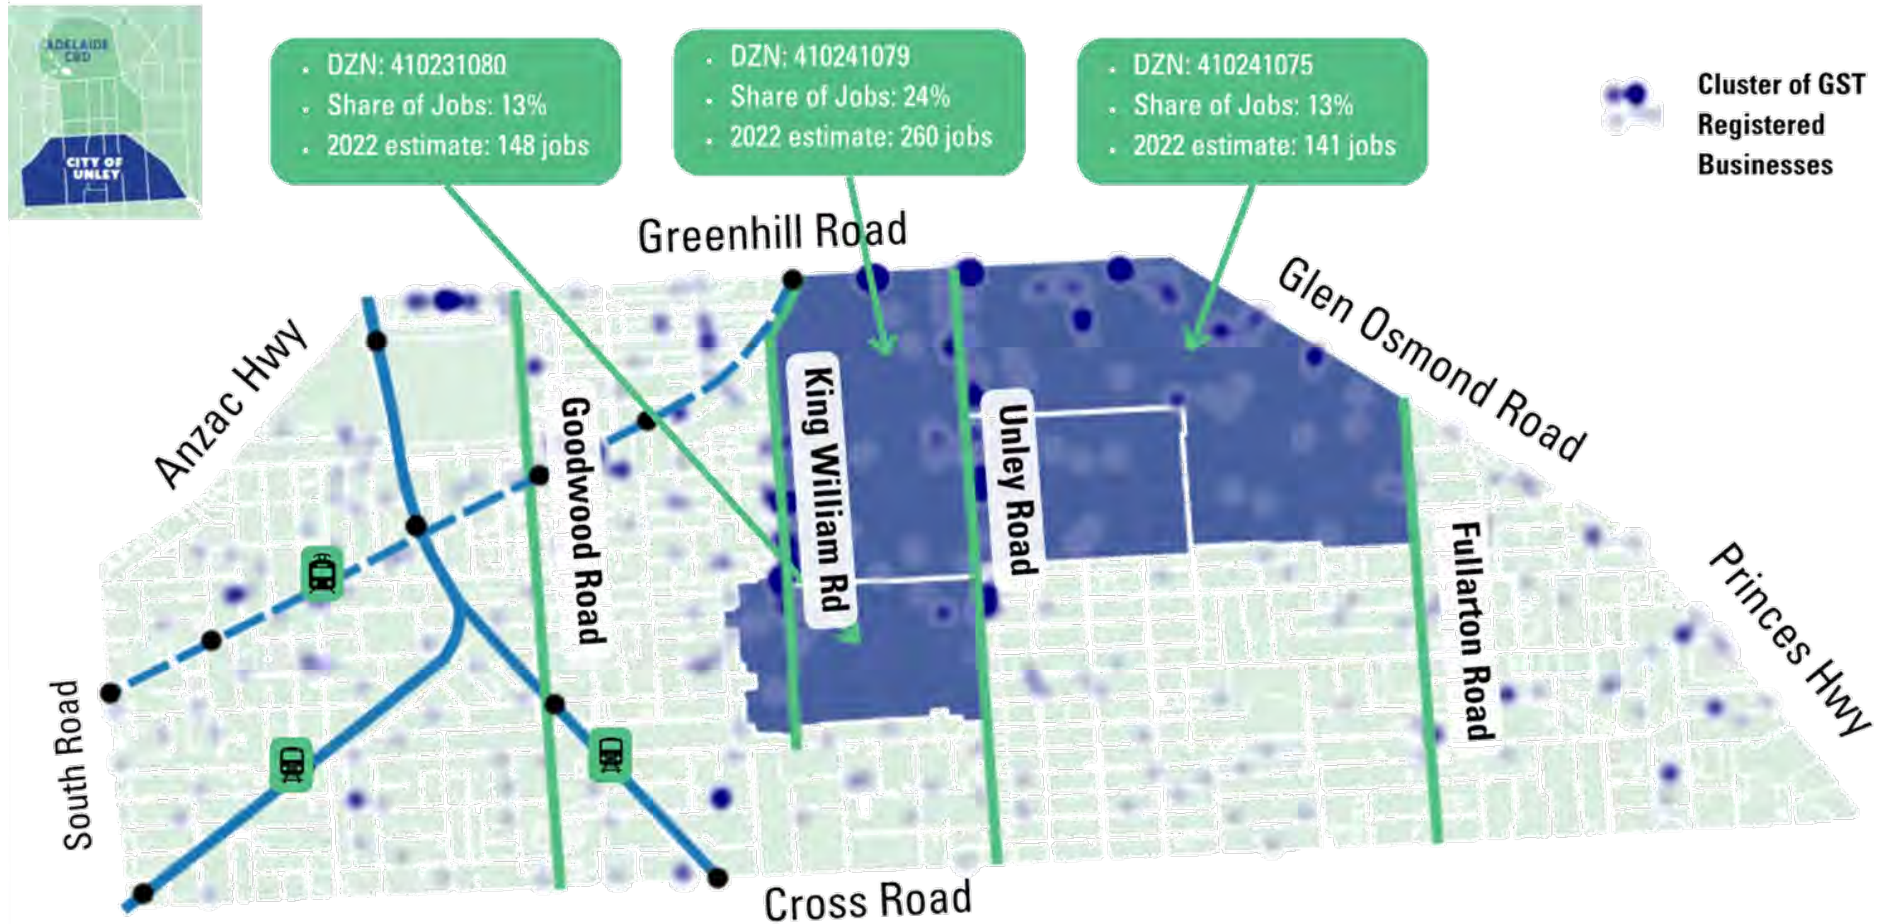 ADELAIDE
CBD
CITY OF
UNLEY
• DZN: 410231080
• Share of Jobs: 13%
• 2022 estimate: 148 jobs
• DZN: 410241079
• Share of Jobs: 24%
• 2022 estimate: 260 jobs
• DZN: 410241075
• Share of Jobs: 13%
• 2022 estimate: 141 jobs
Cluster of GST
Registered
Businesses
Greenhill Road
Glen Osmond Road
Anzac Hwy
Goodwood Road
King William Rd
Unley Road
Fullarton Road
Princes Hwy
South Road
Cross Road